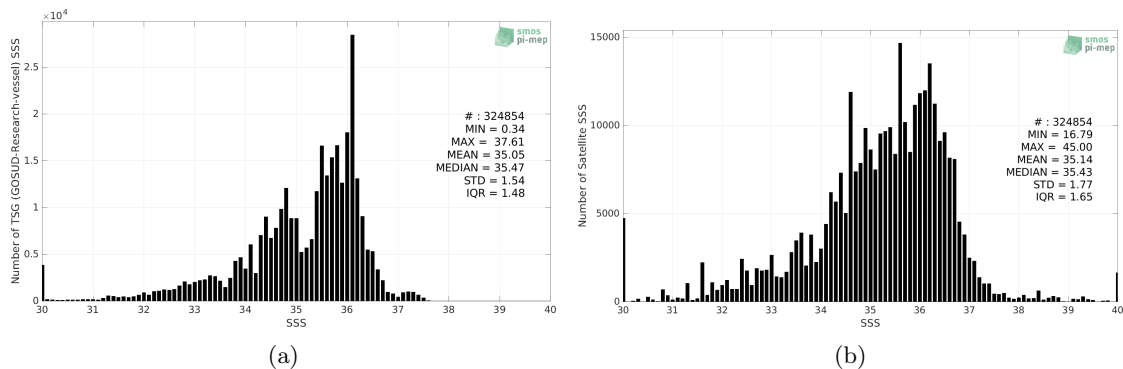 ×10⁴
smos
pi-mep
Number of TSG (GOSUD-Research-vessel) SSS
2.5
2
1.5
1
0.5
0
# : 324854
MIN = 0.34
MAX = 37.61
MEAN = 35.05
MEDIAN = 35.47
STD = 1.54
IQR = 1.48
30 31 32 33 34 35 36 37 38 39 40
SSS
(a)
smos
pi-mep
Number of Satellite SSS
15000
10000
5000
0
# : 324854
MIN = 16.79
MAX = 45.00
MEAN = 35.14
MEDIAN = 35.43
STD = 1.77
IQR = 1.65
30 31 32 33 34 35 36 37 38 39 40
SSS
(b)